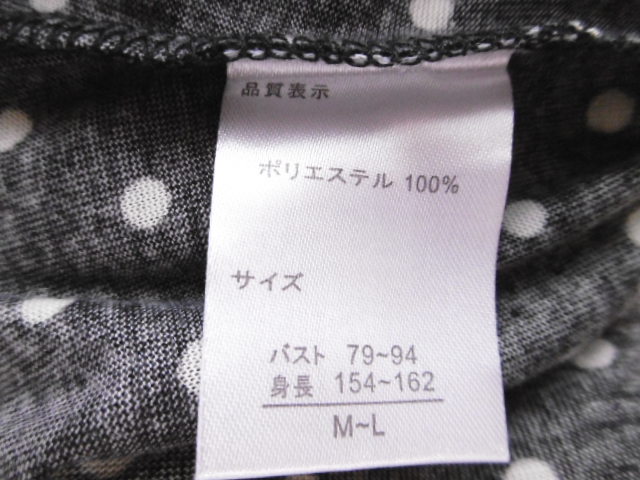 品質表示
ポリエステル 100%
サイズ
バスト 79~94
身長 154~162
M~L